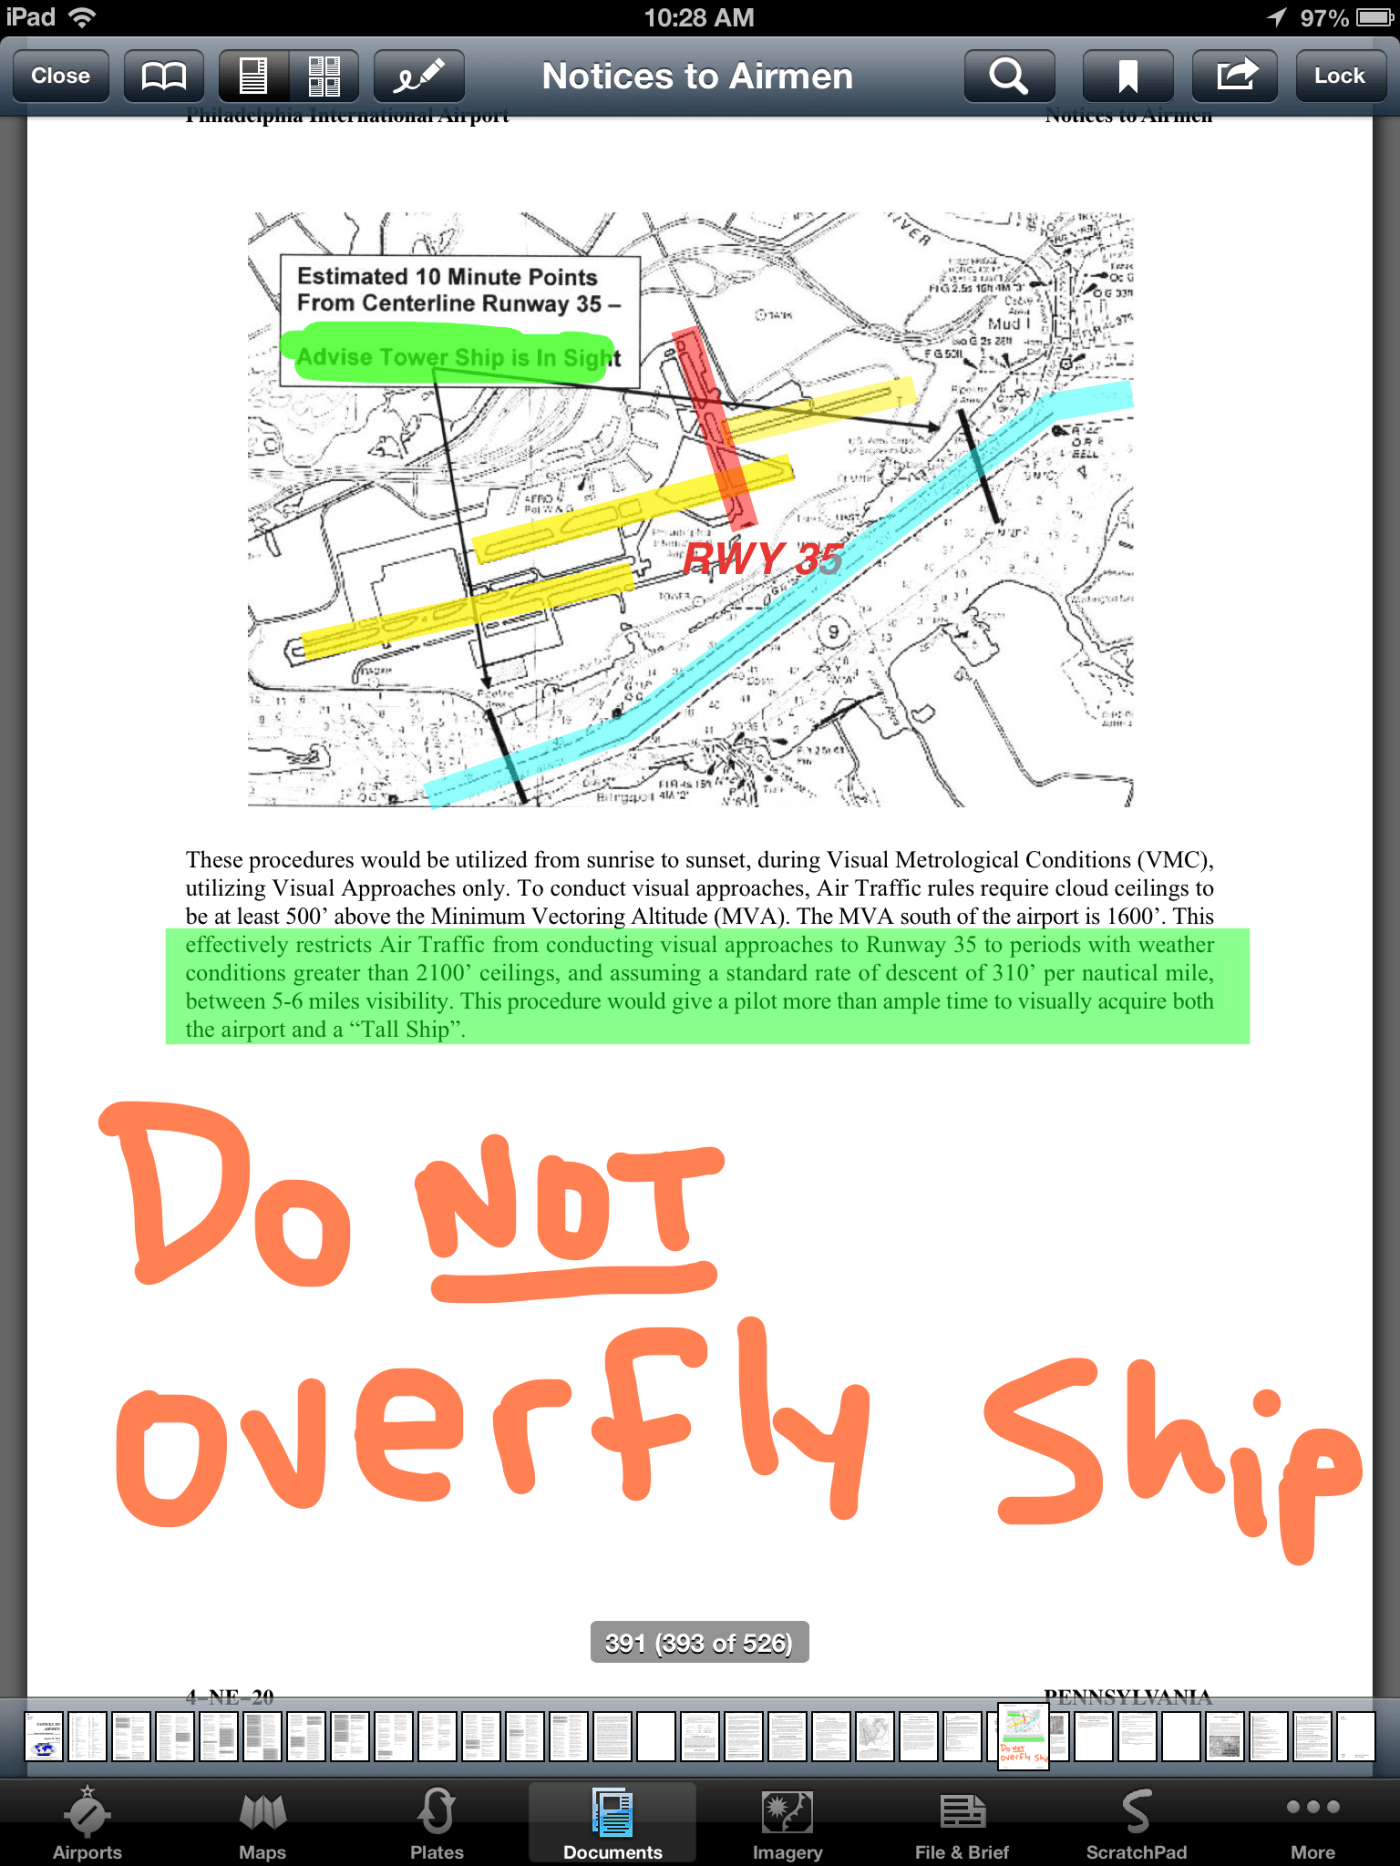 iPad 10:28 AM 97%
Close Notices to Airmen Lock
Philadelphia International Airport Notices to Airmen
RIVER
Estimated 10 Minute Points
From Centerline Runway 35 –
Advise Tower Ship is In Sight
Mud I
RWY 35
TOWER
9
Billingsport
These procedures would be utilized from sunrise to sunset, during Visual Metrological Conditions (VMC),
utilizing Visual Approaches only. To conduct visual approaches, Air Traffic rules require cloud ceilings to
be at least 500’ above the Minimum Vectoring Altitude (MVA). The MVA south of the airport is 1600’. This
effectively restricts Air Traffic from conducting visual approaches to Runway 35 to periods with weather
conditions greater than 2100’ ceilings, and assuming a standard rate of descent of 310’ per nautical mile,
between 5-6 miles visibility. This procedure would give a pilot more than ample time to visually acquire both
the airport and a “Tall Ship”.
Do NOT
overfly Ship
391 (393 of 526)
4–NE–20 PENNSYLVANIA
Airports Maps Plates Documents Imagery File & Brief ScratchPad More